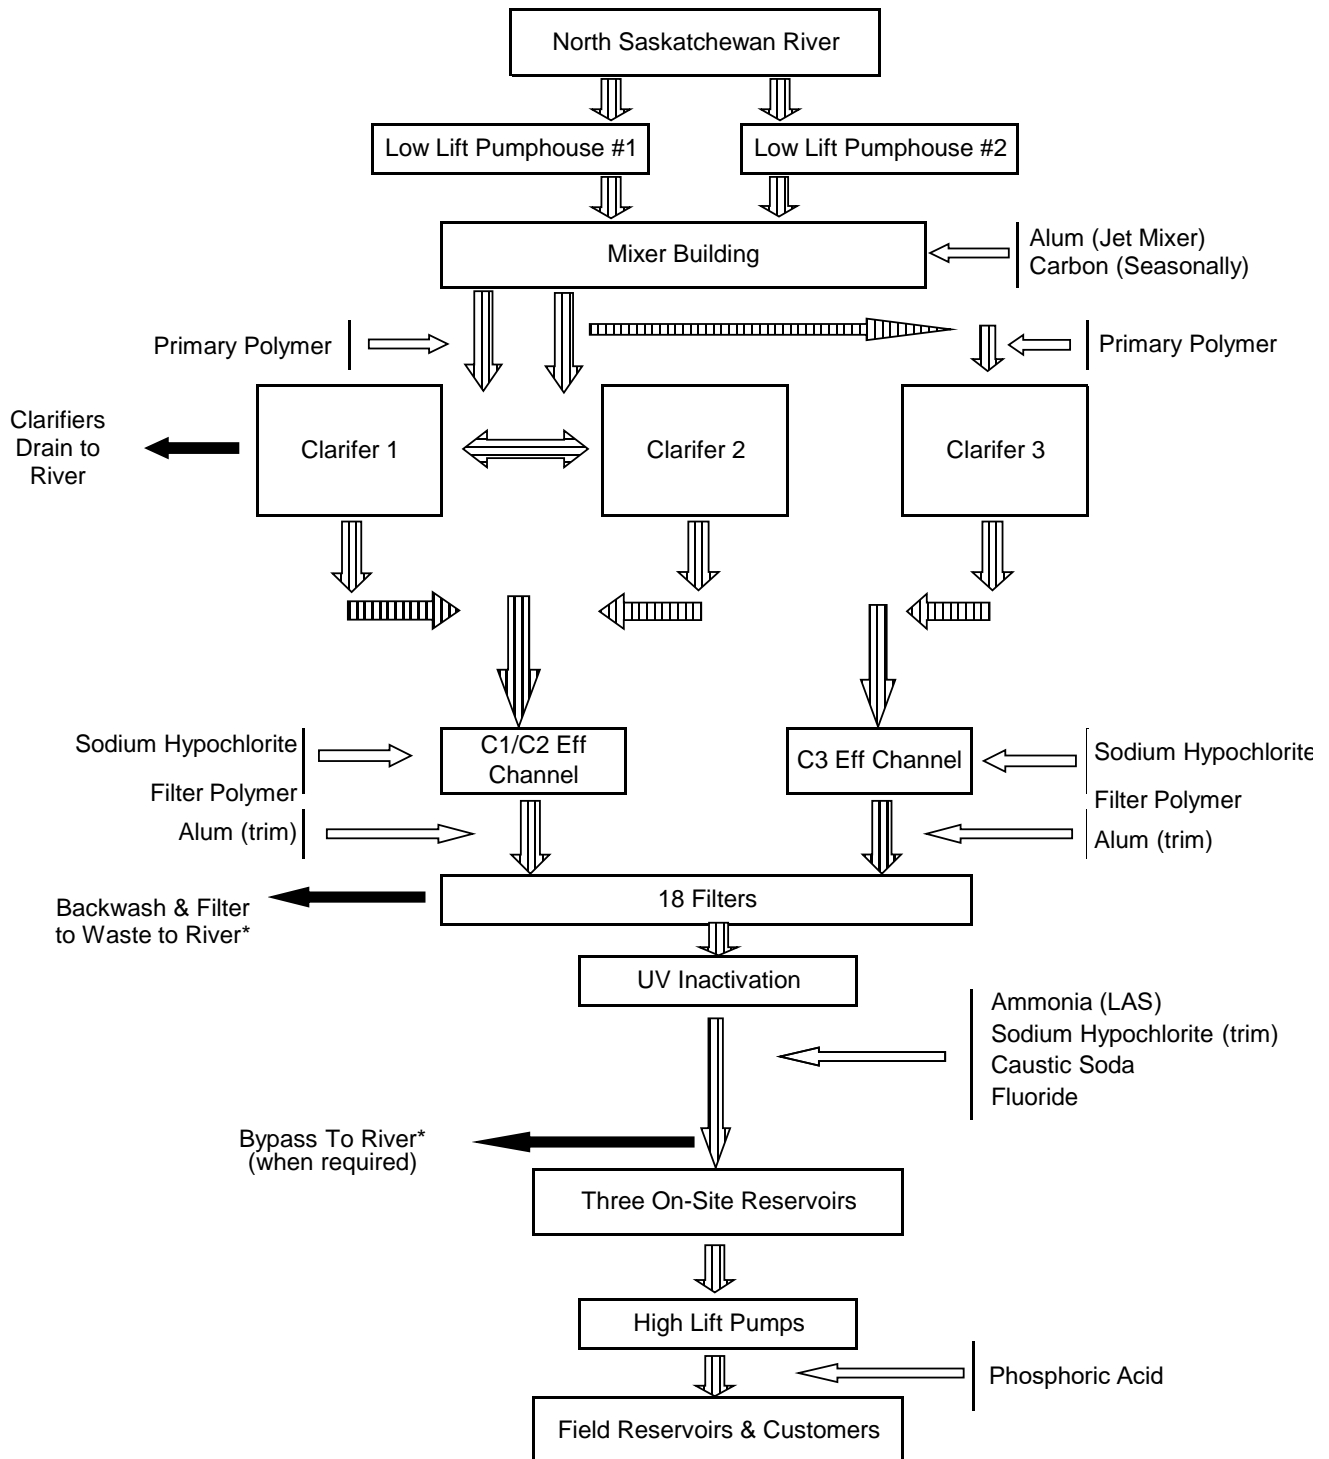 North Saskatchewan River
Low Lift Pumphouse #1
Low Lift Pumphouse #2
Mixer Building
Alum (Jet Mixer)
Carbon (Seasonally)
Primary Polymer
Primary Polymer
Clarifiers
Drain to
River
Clarifer 1
Clarifer 2
Clarifer 3
Sodium Hypochlorite
Filter Polymer
Alum (trim)
C1/C2 Eff
Channel
C3 Eff Channel
Sodium Hypochlorite
Filter Polymer
Alum (trim)
18 Filters
Backwash & Filter
to Waste to River*
UV Inactivation
Ammonia (LAS)
Sodium Hypochlorite (trim)
Caustic Soda
Fluoride
Bypass To River*
(when required)
Three On-Site Reservoirs
High Lift Pumps
Phosphoric Acid
Field Reservoirs & Customers